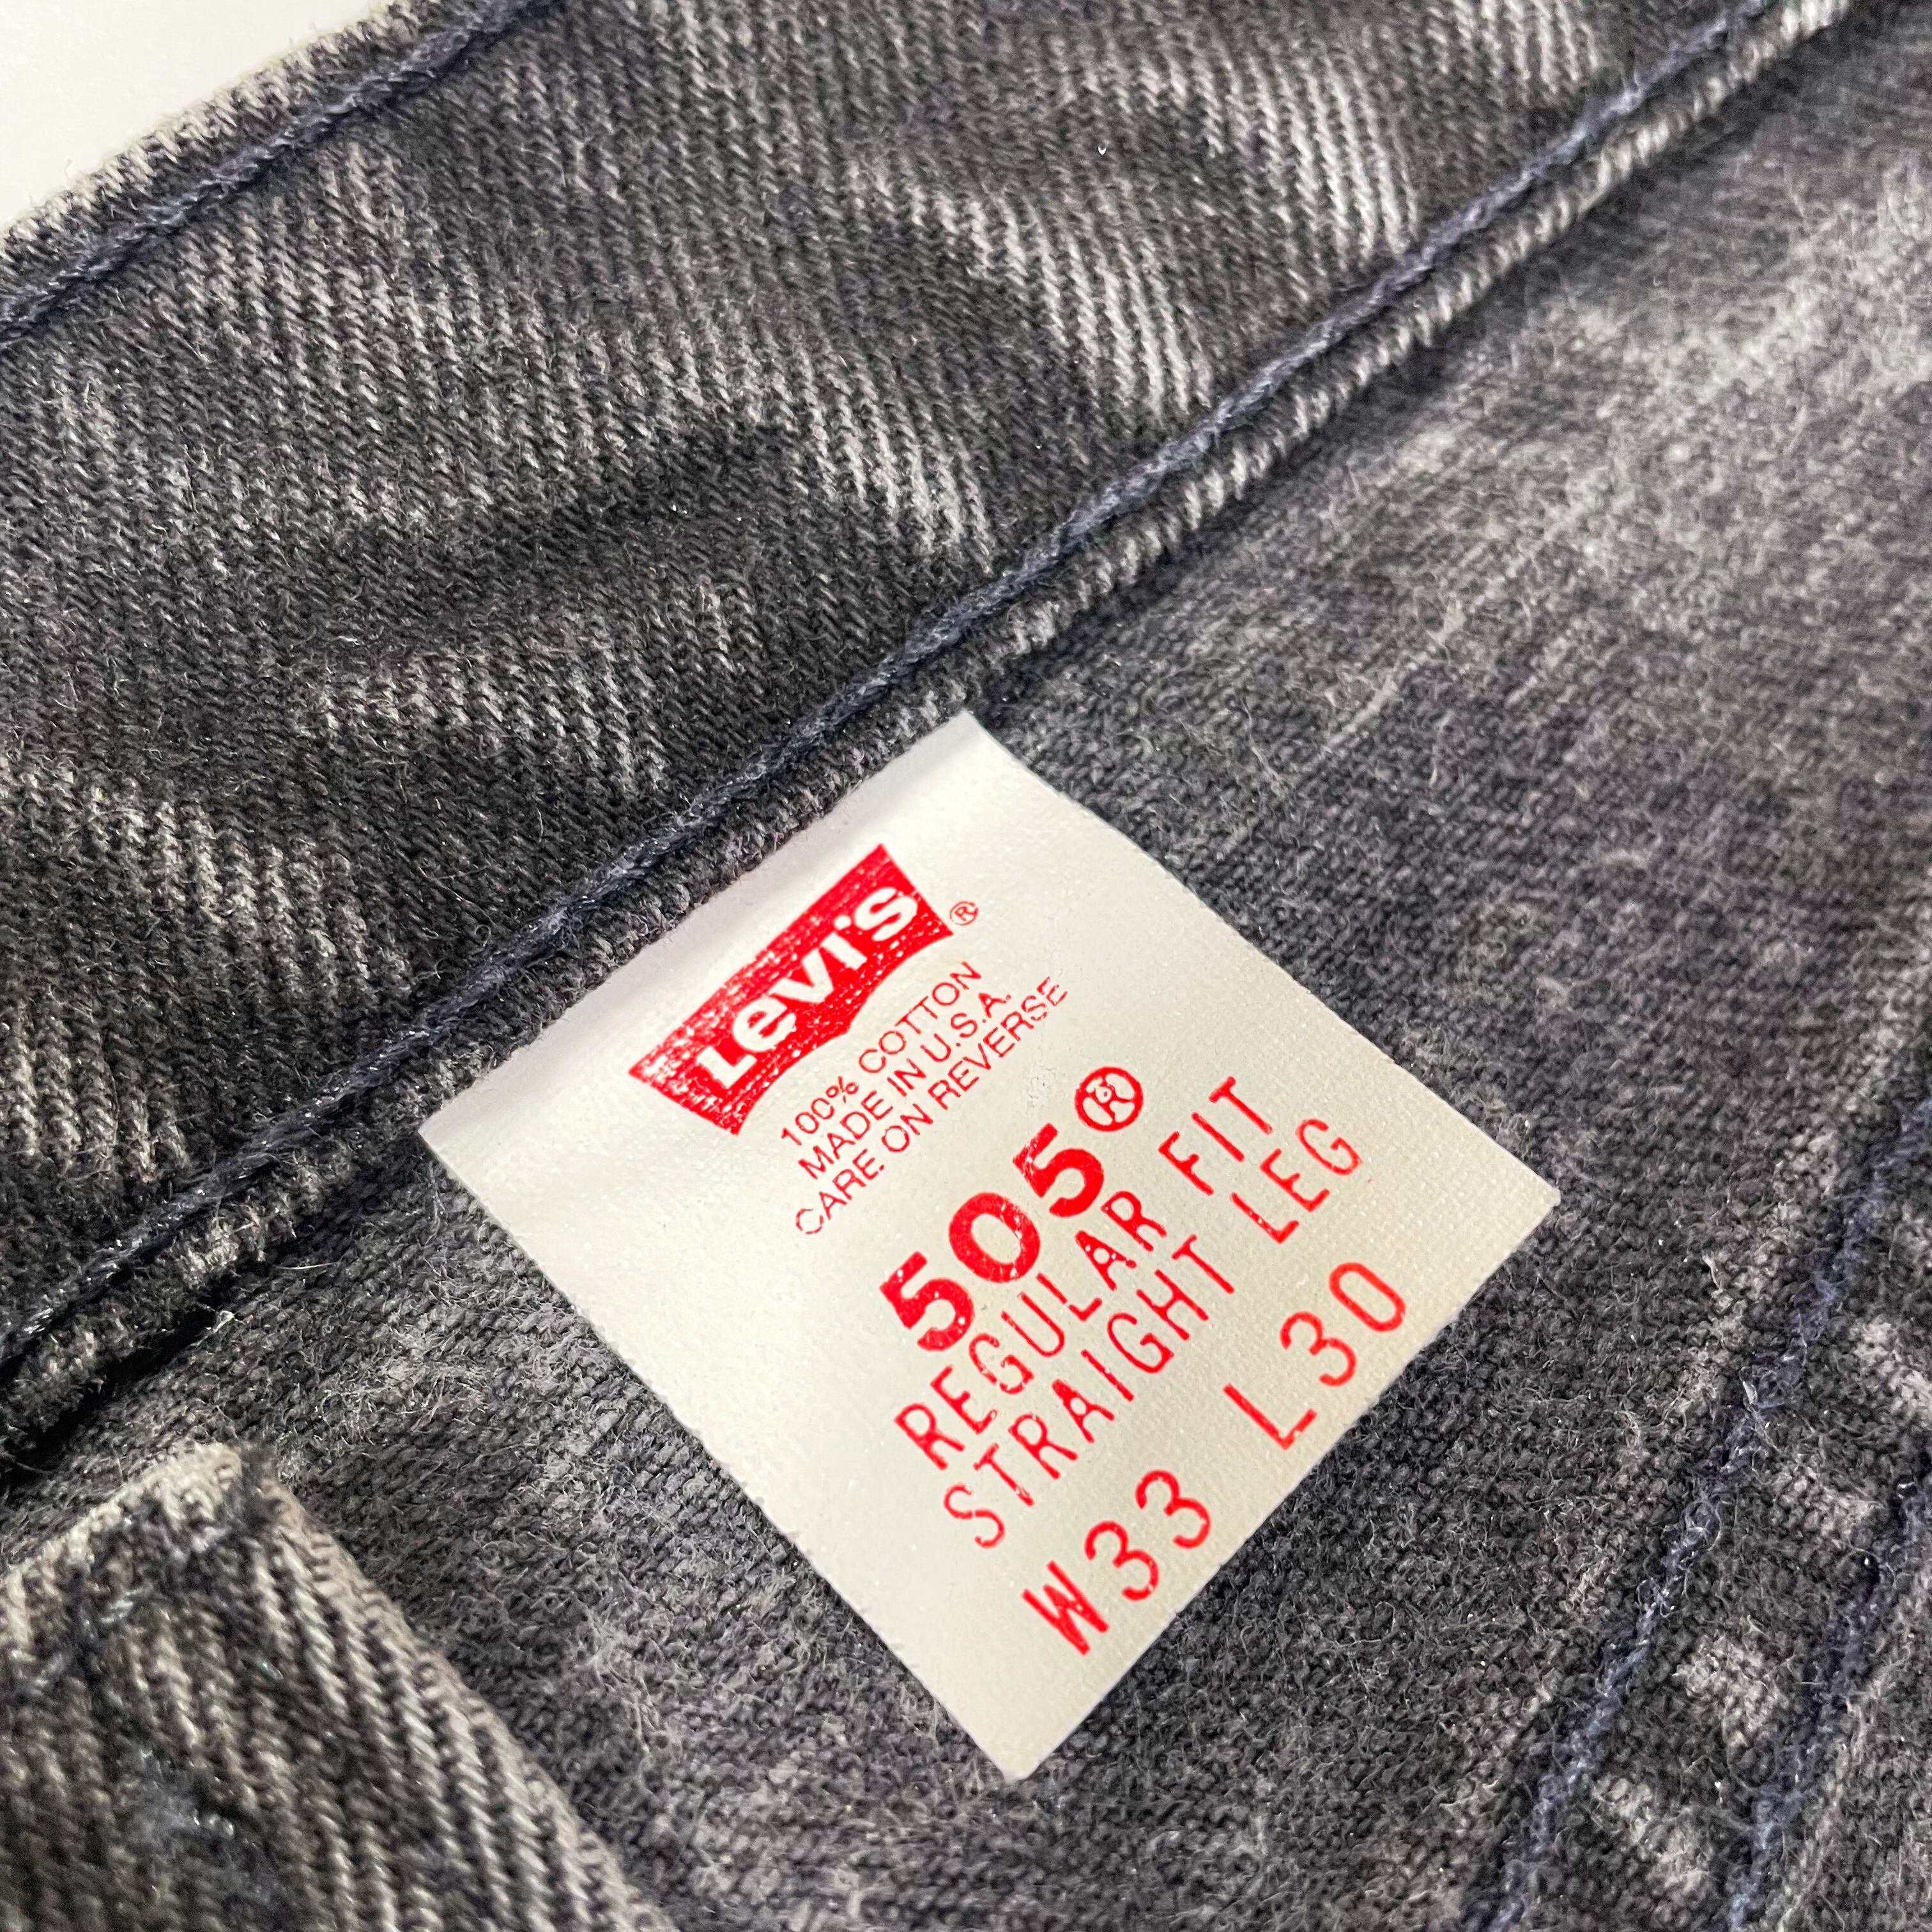 Levi's®
100% COTTON
MADE IN U.S.A.
CARE ON REVERSE
505®
REGULAR FIT
STRAIGHT LEG
W33 L30